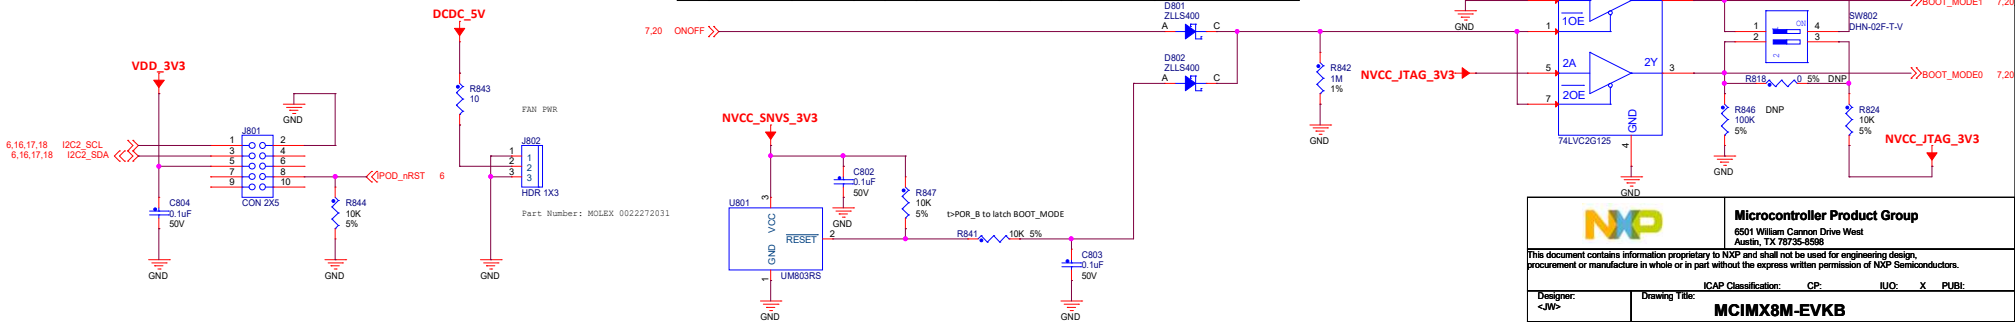 VDD_3V3
GND
J801
6,16,17,18 I2C2_SCL
6,16,17,18 I2C2_SDA
1 2
3 4
5 6
7 8
9 10
CON 2X5
IPOD_nRST 6
C804
0.1uF
50V
GND
R844
10K
5%
GND
DCDC_5V
R843
10
FAN PWR
J802
1 1
2 2
3 3
HDR 1X3
Part Number: MOLEX 0022272031
GND
7,20 ONOFF
D801
ZLLS400
A C
D802
ZLLS400
A C
R842
1M
1%
GND
NVCC_SNVS_3V3
C802
0.1uF
50V
GND
R847
10K
5%
U801
3
VCC
GND
RESET 2
1
UM803RS
GND
t>POR_B to latch BOOT_MODE
R841 10K 5%
C803
0.1uF
50V
GND
GND
1 1OE
NVCC_JTAG_3V3
5 2A 2Y 3
7 2OE
GND
74LVC2G125
4
GND
BOOT_MODE1 7,20
SW802
DHN-02F-T-V
ON
1 4
2 3
2
BOOT_MODE0 7,20
R818 0 5% DNP
R846 DNP
100K
5%
GND
R824
10K
5%
NVCC_JTAG_3V3
NXP
Microcontroller Product Group
6501 William Cannon Drive West
Austin, TX 78735-8598
This document contains information proprietary to NXP and shall not be used for engineering design,
procurement or manufacture in whole or in part without the express written permission of NXP Semiconductors.
ICAP Classification: CP: IUO: X PUBI:
Designer:
<JW>
Drawing Title:
MCIMX8M-EVKB